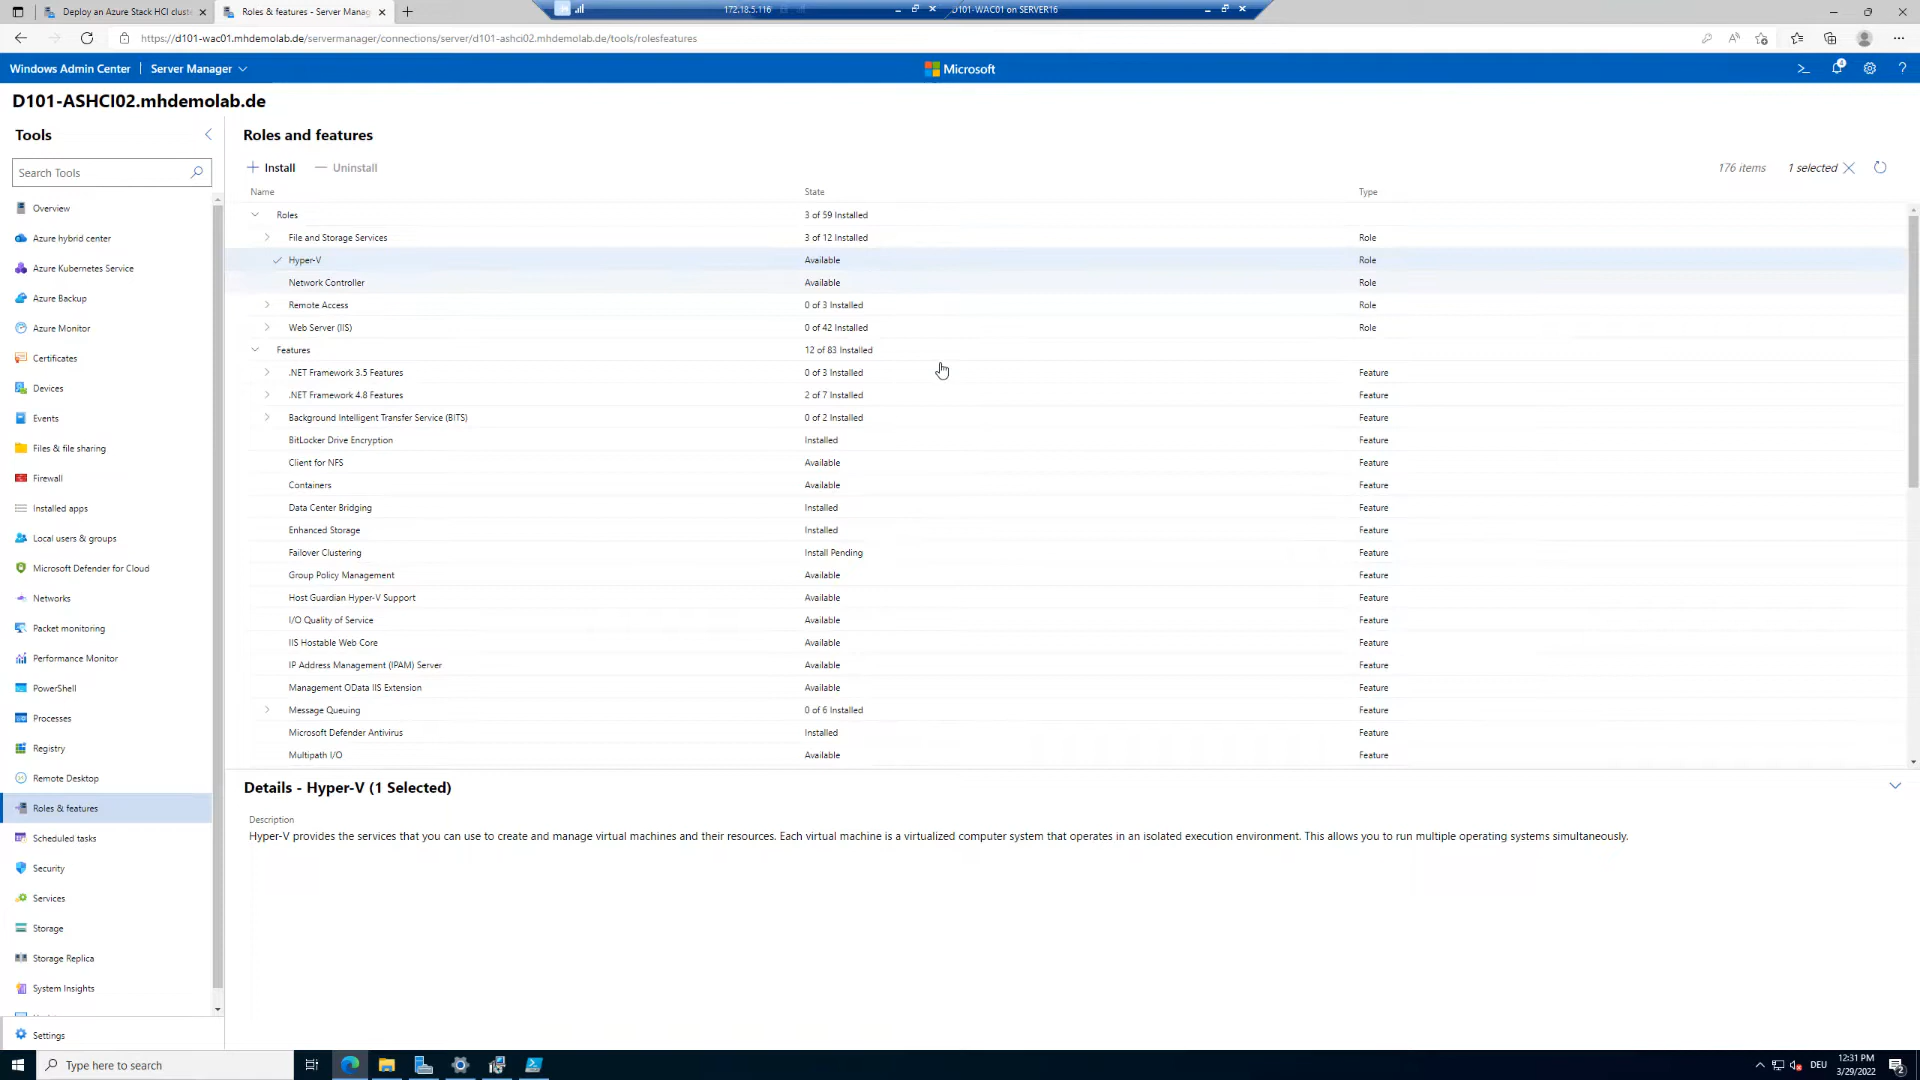 Deploy an Azure Stack HCI cluste
Roles & features - Server Manag
172.18.5.116
D101-WAC01 on SERVER16
https://d101-wac01.mhdemolab.de/servermanager/connections/server/d101-ashci02.mhdemolab.de/tools/rolesfeatures
Windows Admin Center
Server Manager
Microsoft
D101-ASHCI02.mhdemolab.de
Tools
Roles and features
Search Tools
Install
Uninstall
176 items
1 selected
Name State Type
Roles 3 of 59 Installed
File and Storage Services 3 of 12 Installed Role
Hyper-V Available Role
Network Controller Available Role
Remote Access 0 of 3 Installed Role
Web Server (IIS) 0 of 42 Installed Role
Features 12 of 83 Installed
.NET Framework 3.5 Features 0 of 3 Installed Feature
.NET Framework 4.8 Features 2 of 7 Installed Feature
Background Intelligent Transfer Service (BITS) 0 of 2 Installed Feature
BitLocker Drive Encryption Installed Feature
Client for NFS Available Feature
Containers Available Feature
Data Center Bridging Installed Feature
Enhanced Storage Installed Feature
Failover Clustering Install Pending Feature
Group Policy Management Available Feature
Host Guardian Hyper-V Support Available Feature
I/O Quality of Service Available Feature
IIS Hostable Web Core Available Feature
IP Address Management (IPAM) Server Available Feature
Management OData IIS Extension Available Feature
Message Queuing 0 of 6 Installed Feature
Microsoft Defender Antivirus Installed Feature
Multipath I/O Available Feature
Overview
Azure hybrid center
Azure Kubernetes Service
Azure Backup
Azure Monitor
Certificates
Devices
Events
Files & file sharing
Firewall
Installed apps
Local users & groups
Microsoft Defender for Cloud
Networks
Packet monitoring
Performance Monitor
PowerShell
Processes
Registry
Remote Desktop
Roles & features
Scheduled tasks
Security
Services
Storage
Storage Replica
System Insights
Settings
Details - Hyper-V (1 Selected)
Description
Hyper-V provides the services that you can use to create and manage virtual machines and their resources. Each virtual machine is a virtualized computer system that operates in an isolated execution environment. This allows you to run multiple operating systems simultaneously.
Type here to search
DEU
12:31 PM
3/29/2022